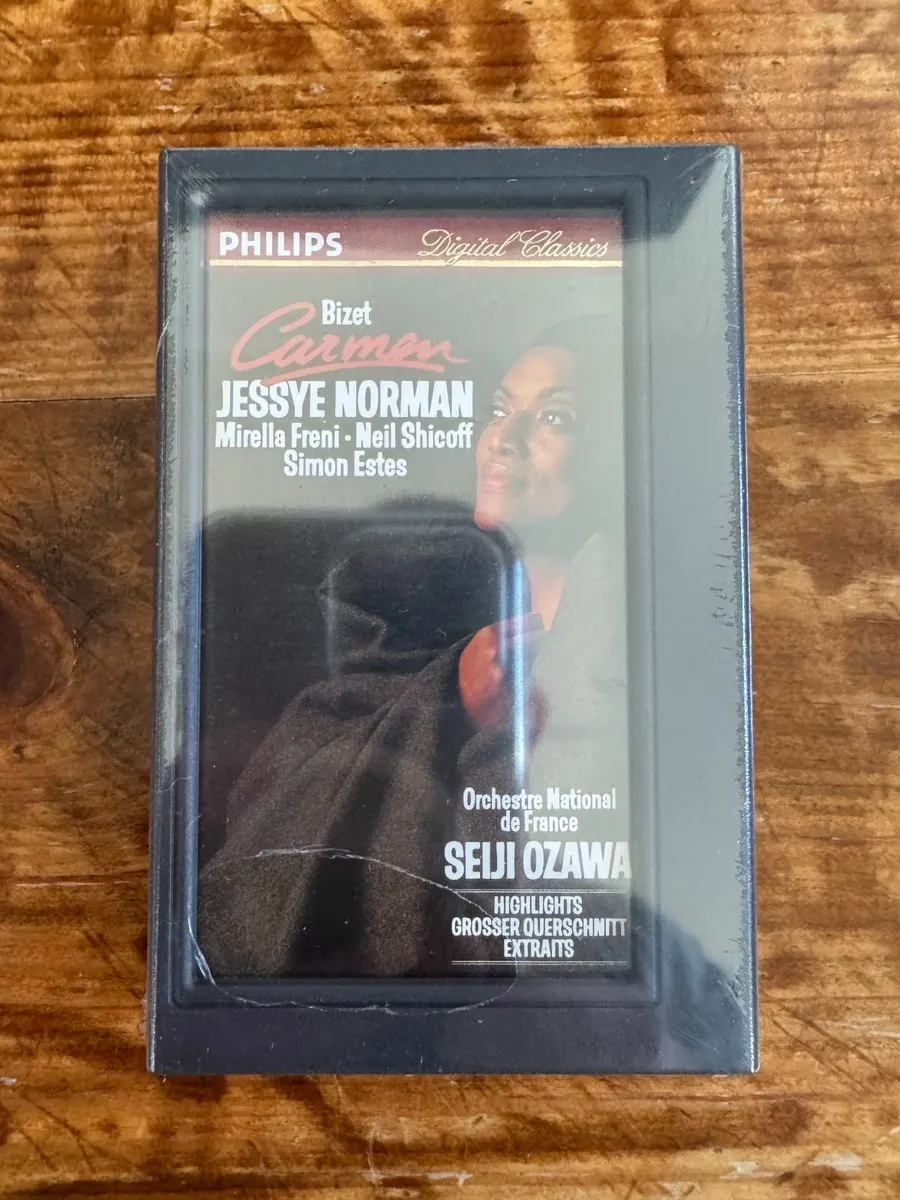 PHILIPS Digital Classics
Bizet
Carmen
JESSYE NORMAN
Mirella Freni • Neil Shicoff
Simon Estes
Orchestre National
de France
SEIJI OZAWA
HIGHLIGHTS
GROSSER QUERSCHNITT
EXTRAITS